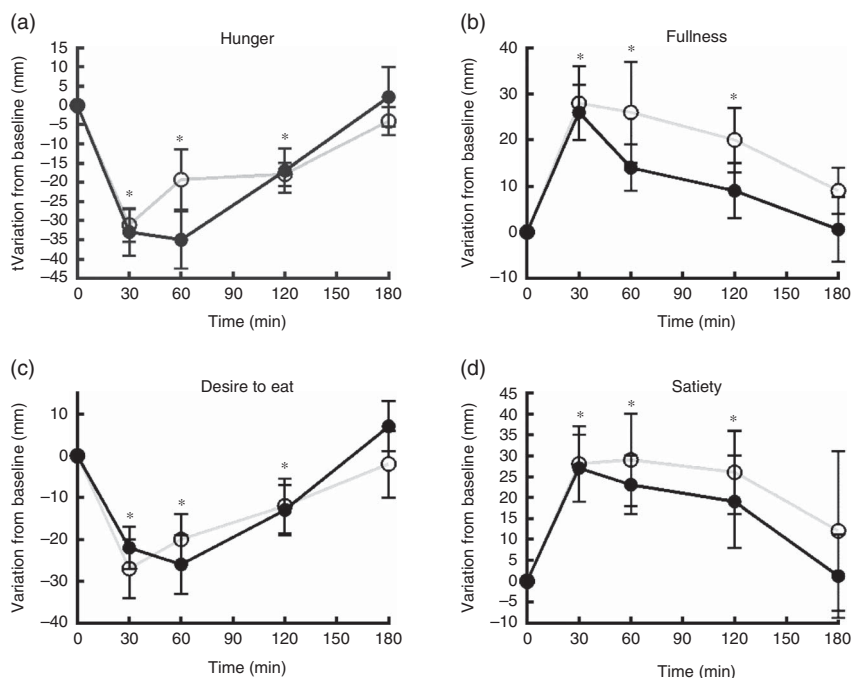 (a)
Hunger
tVariation from baseline (mm)
15
10
5
0
–5
–10
–15
–20
–25
–30
–35
–40
–45
* * *
0 30 60 90 120 150 180
Time (min)
(b)
Fullness
Variation from baseline (mm)
40
30
20
10
0
–10
* * *
0 30 60 90 120 150 180
Time (min)
(c)
Desire to eat
Variation from baseline (mm)
10
0
–10
–20
–30
–40
* * *
0 30 60 90 120 150 180
Time (min)
(d)
Satiety
Variation from baseline (mm)
45
40
35
30
25
20
15
10
5
0
–5
–10
* * *
0 30 60 90 120 150 180
Time (min)